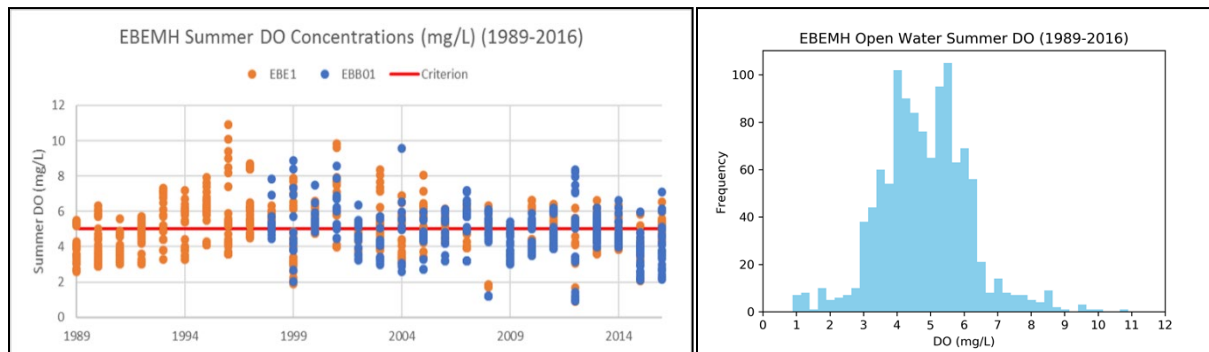 EBEMH Summer DO Concentrations (mg/L) (1989-2016)
EBE1 EBB01 Criterion
Summer DO (mg/L)
12
10
8
6
4
2
0
1989 1994 1999 2004 2009 2014
EBEMH Open Water Summer DO (1989-2016)
Frequency
100
80
60
40
20
0
0 1 2 3 4 5 6 7 8 9 10 11 12
DO (mg/L)